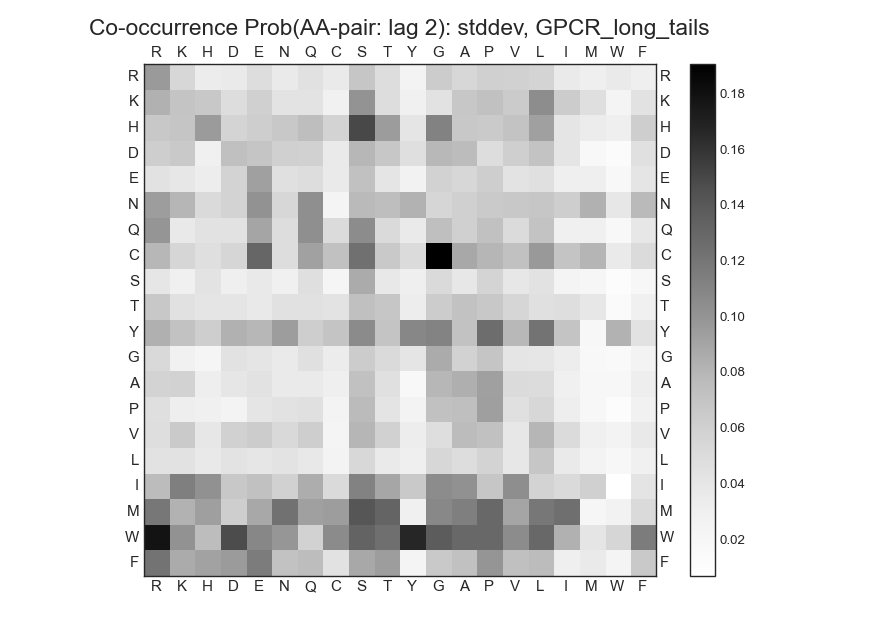 Co-occurrence Prob(AA-pair: lag 2): stddev, GPCR_long_tails
R K H D E N Q C S T Y G A P V L I M W F
R R
K K
H H
D D
E E
N N
Q Q
C C
S S
T T
Y Y
G G
A A
P P
V V
L L
I I
M M
W W
F F
R K H D E N Q C S T Y G A P V L I M W F
0.18
0.16
0.14
0.12
0.10
0.08
0.06
0.04
0.02